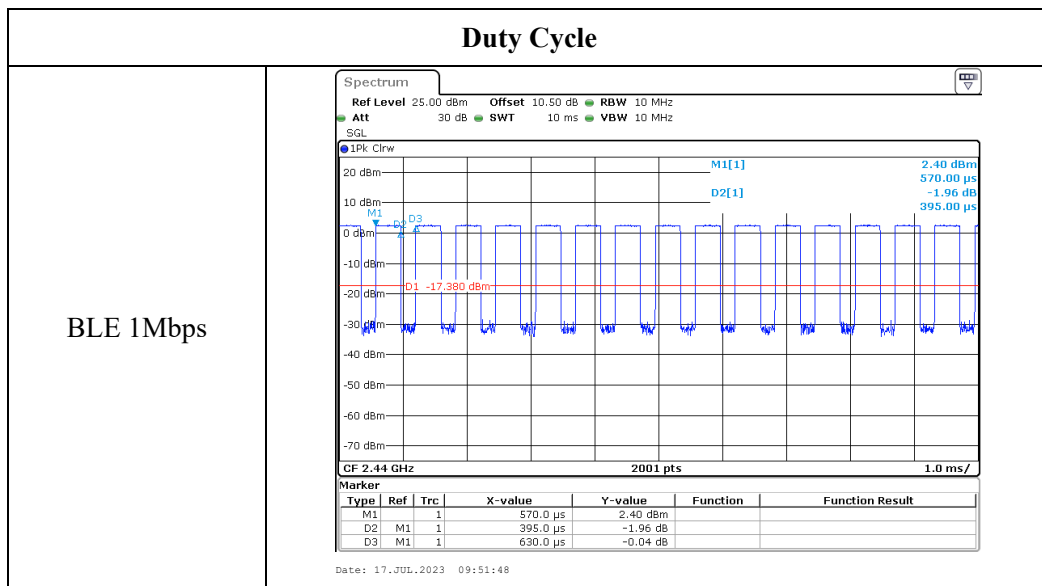 Duty Cycle
BLE 1Mbps
Spectrum
Ref Level 25.00 dBm Offset 10.50 dB RBW 10 MHz
Att 30 dB SWT 10 ms VBW 10 MHz
SGL
1Pk Clrw
M1[1] 2.40 dBm
570.00 µs
D2[1] -1.96 dB
395.00 µs
20 dBm
10 dBm
M1
D2
D3
0 dBm
-10 dBm
D1 -17.380 dBm
-20 dBm
-30 dBm
-40 dBm
-50 dBm
-60 dBm
-70 dBm
CF 2.44 GHz 2001 pts 1.0 ms/
Marker
Type Ref Trc X-value Y-value Function Function Result
M1 1 570.0 µs 2.40 dBm
D2 M1 1 395.0 µs -1.96 dB
D3 M1 1 630.0 µs -0.04 dB
Date: 17.JUL.2023 09:51:48